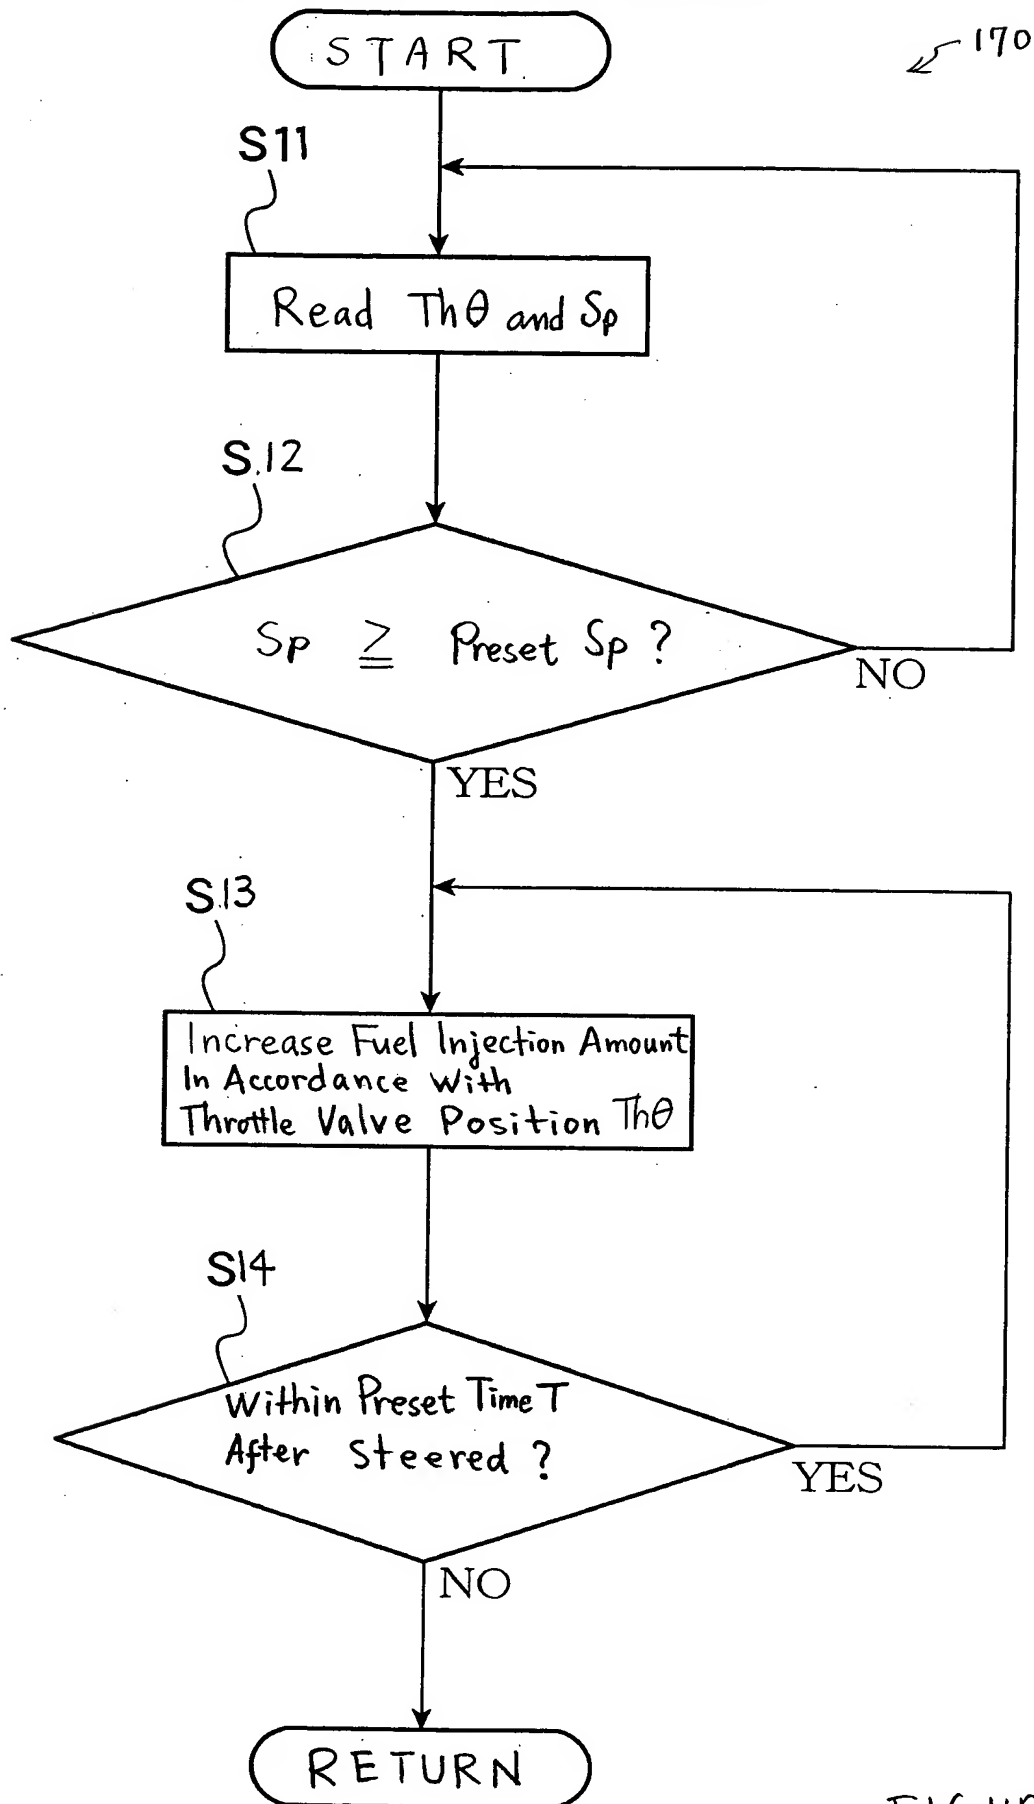 START
170
S11
Read Thθ and Sp
S12
Sp ≧ Preset Sp ?
NO
YES
S13
Increase Fuel Injection Amount
In Accordance With
Throttle Valve Position Thθ
S14
Within Preset Time T
After Steered ?
YES
NO
RETURN